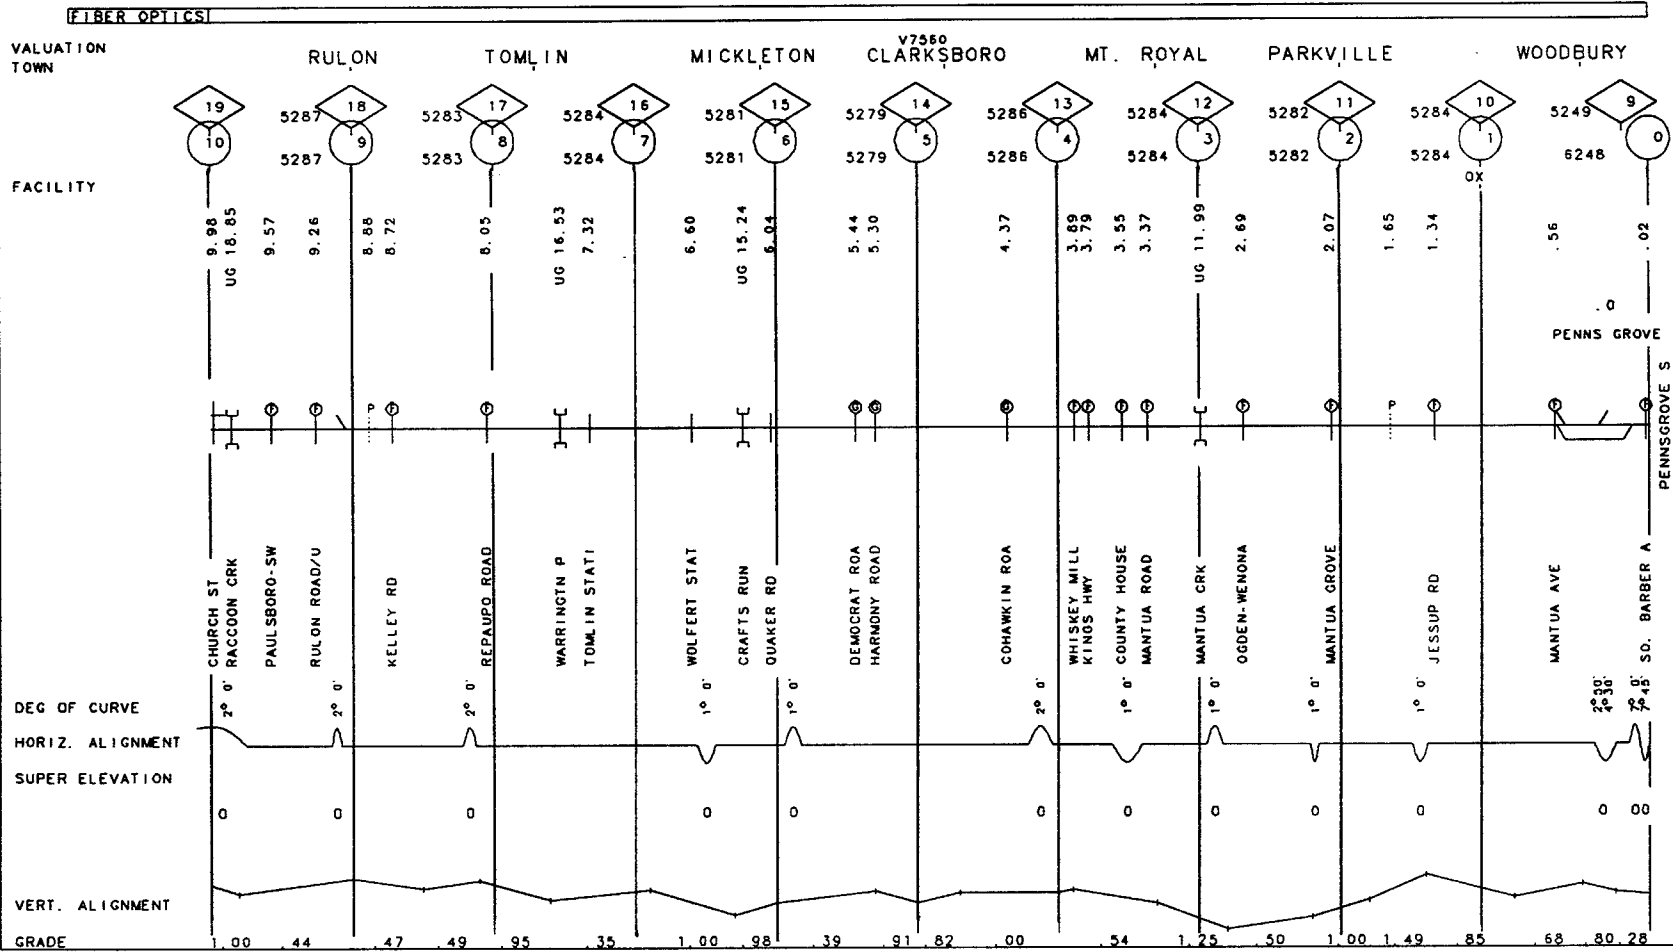 FIBER OPTICS
V7560
VALUATION
TOWN
RULON TOMLIN MICKLETON CLARKSBORO MT. ROYAL PARKVILLE WOODBURY
19 18 17 16 15 14 13 12 11 10 9
5287 5283 5284 5281 5279 5286 5284 5282 5284 5249
10 9 8 7 6 5 4 3 2 1 0
5287 5283 5284 5281 5279 5286 5284 5282 5284 6248
OX
FACILITY
9.98 UG 18.85 9.57 9.26 8.88 8.72 8.05 UG 16.53 7.32 6.60 UG 15.24 6.04 5.44 5.30 4.37 3.89 3.79 3.55 3.37 UG 11.99 2.69 2.07 1.65 1.34 .56 .02
.0
PENNS GROVE
PENNSGROVE S
F F P F F G G G F F F F F F P F F F
CHURCH ST
RACCOON CRK
PAULSBORO-SW
RULON ROAD/U
KELLEY RD
REPAUPO ROAD
WARRINGTN P
TOMLIN STATI
WOLFERT STAT
CRAFTS RUN
QUAKER RD
DEMOCRAT ROA
HARMONY ROAD
COHAWKIN ROA
WHISKEY MILL
KINGS HWY
COUNTY HOUSE
MANTUA ROAD
MANTUA CRK
OGDEN-WENONA
MANTUA GROVE
JESSUP RD
MANTUA AVE
SO. BARBER A
DEG OF CURVE 2° 0' 2° 0' 2° 0' 1° 0' 1° 0' 2° 0' 1° 0' 1° 0' 1° 0' 1° 0' 2° 30' 4° 30' 7° 0' 7° 45'
HORIZ. ALIGNMENT
SUPER ELEVATION
0 0 0 0 0 0 0 0 0 0 0 00
VERT. ALIGNMENT
GRADE 1.00 .44 .47 .49 .95 .35 1.00 .98 .39 .91 .82 .00 .54 1.25 .50 1.00 1.49 .85 .68 .80 .28